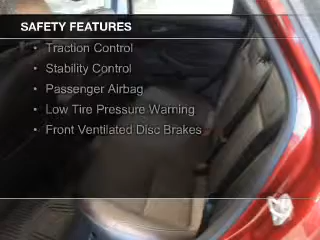 SAFETY FEATURES
• Traction Control
• Stability Control
• Passenger Airbag
• Low Tire Pressure Warning
• Front Ventilated Disc Brakes